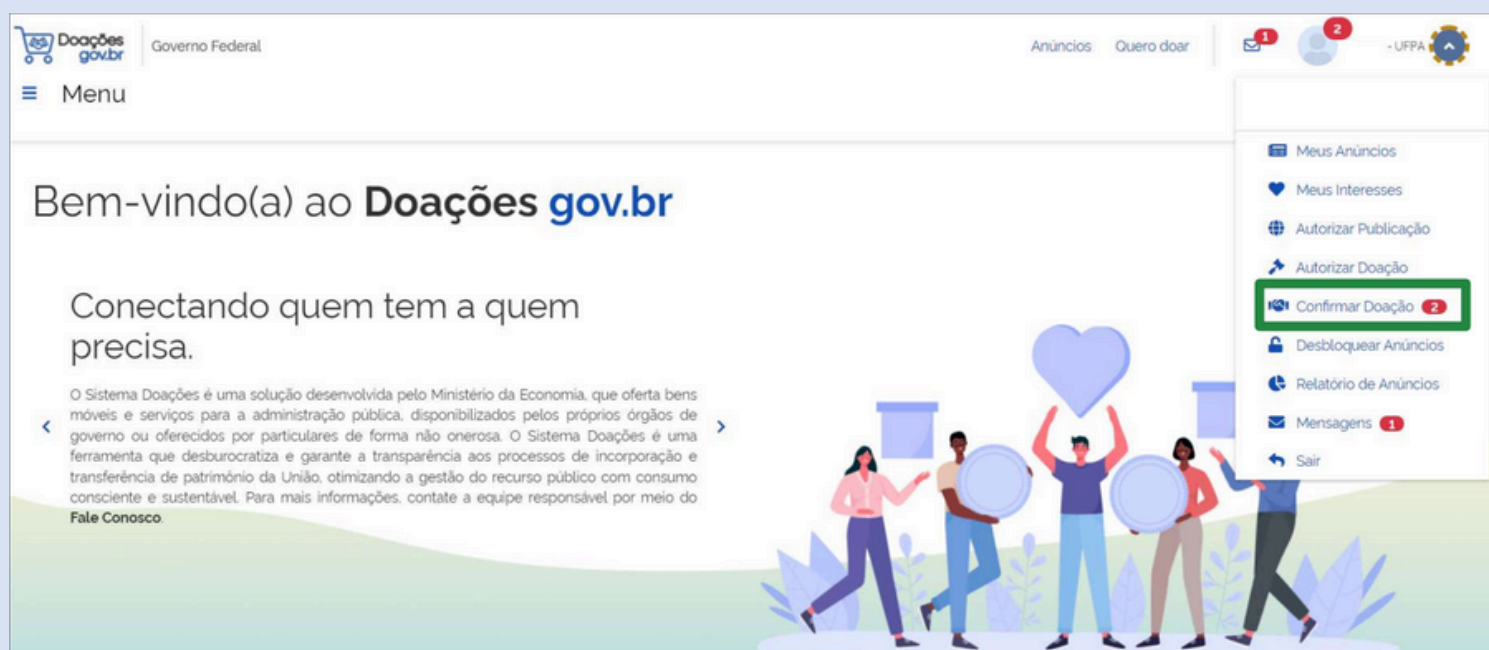 Doações
gov.br
Governo Federal
Anúncios
Quero doar
1
2
- UFPA
Menu
Meus Anúncios
Meus Interesses
Autorizar Publicação
Autorizar Doação
Confirmar Doação 2
Desbloquear Anúncios
Relatório de Anúncios
Mensagens 1
Sair
Bem-vindo(a) ao Doações gov.br
Conectando quem tem a quem
precisa.
O Sistema Doações é uma solução desenvolvida pelo Ministério da Economia, que oferta bens
móveis e serviços para a administração pública, disponibilizados pelos próprios órgãos de
governo ou oferecidos por particulares de forma não onerosa. O Sistema Doações é uma
ferramenta que desburocratiza e garante a transparência aos processos de incorporação e
transferência de patrimônio da União, otimizando a gestão do recurso público com consumo
consciente e sustentável. Para mais informações, contate a equipe responsável por meio do
Fale Conosco.